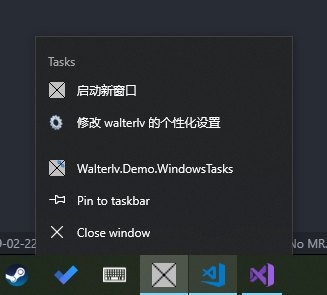 Tasks
启动新窗口
修改 walterlv 的个性化设置
Walterlv.Demo.WindowsTasks
Pin to taskbar
9-02-22
No MR.
Close window